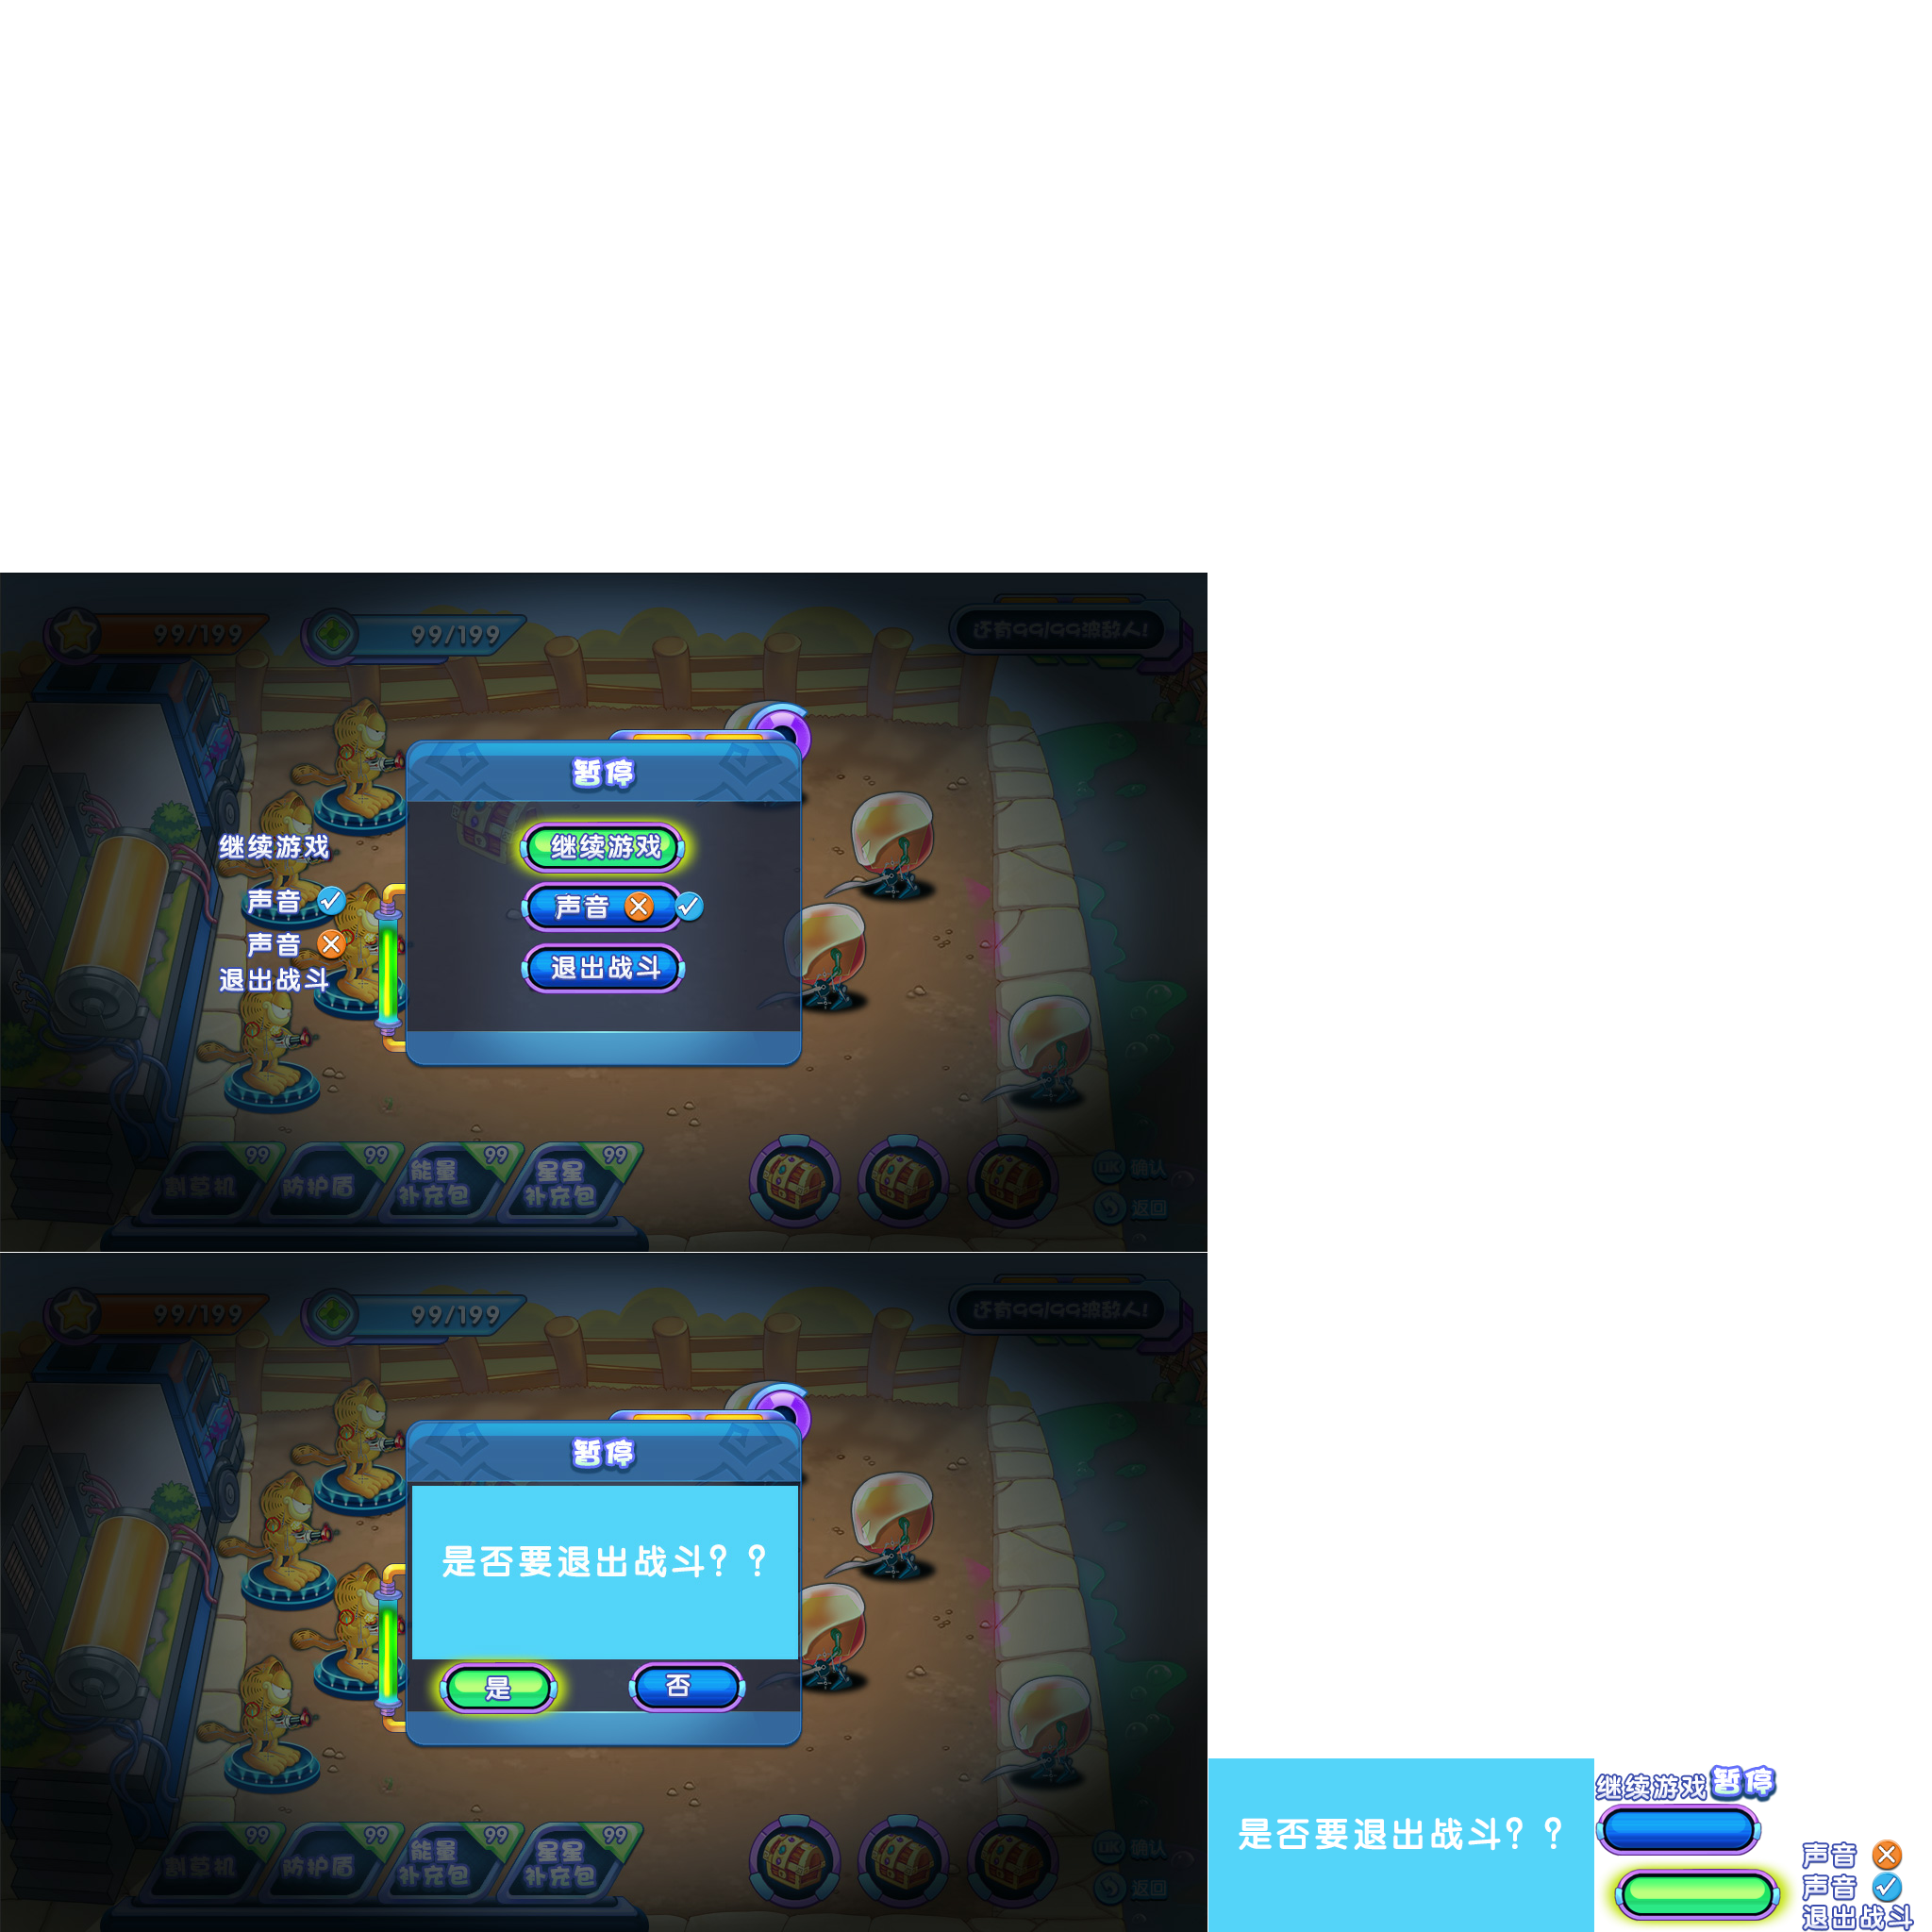 99/199
99/199
还有99/99波敌人!
暂停
继续游戏
继续游戏
声音
声音
声音
退出战斗
退出战斗
99
99
99
99
割草机
防护盾
能量
补充包
星星
补充包
OK 确认
返回
99/199
99/199
还有99/99波敌人!
暂停
是否要退出战斗？？
是
否
99
99
99
99
割草机
防护盾
能量
补充包
星星
补充包
OK 确认
返回
是否要退出战斗？？
继续游戏
暂停
声音
声音
退出战斗